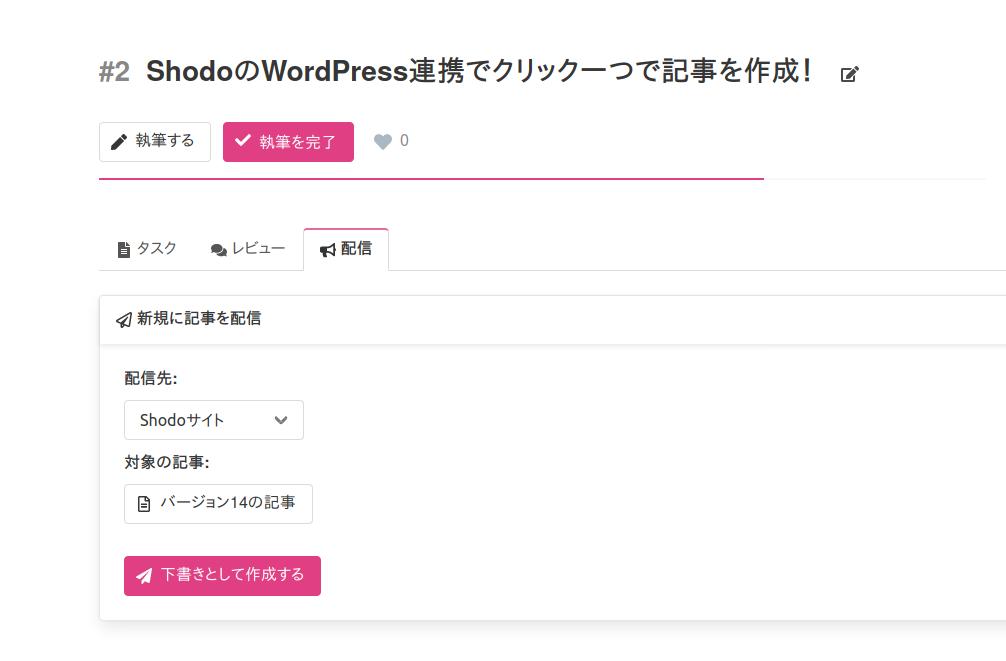 #2 ShodoのWordPress連携でクリック一つで記事を作成！
執筆する 執筆を完了 0
タスク レビュー 配信
新規に記事を配信
配信先:
Shodoサイト
対象の記事:
バージョン14の記事
下書きとして作成する